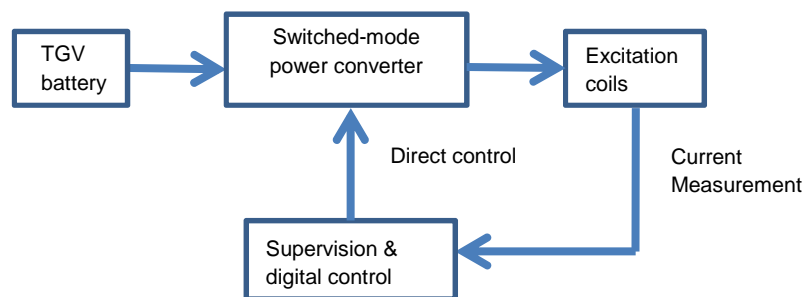 TGV
battery
Switched-mode
power converter
Excitation
coils
Direct control
Current
Measurement
Supervision &
digital control